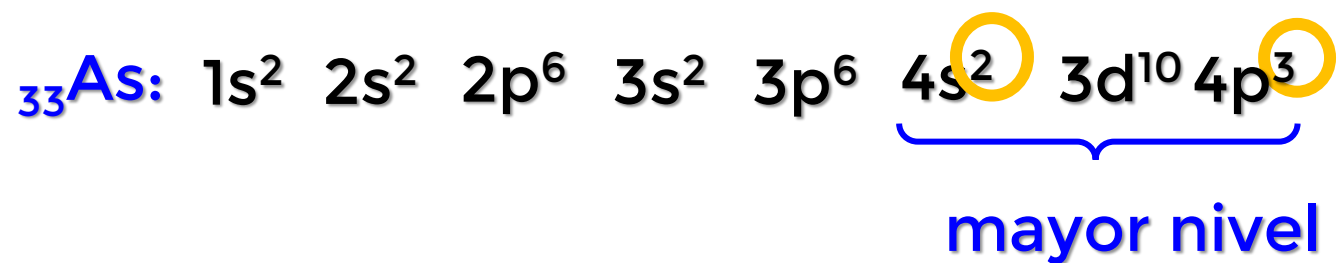 ₃₃As: 1s² 2s² 2p⁶ 3s² 3p⁶ 4s² 3d¹⁰ 4p³
mayor nivel